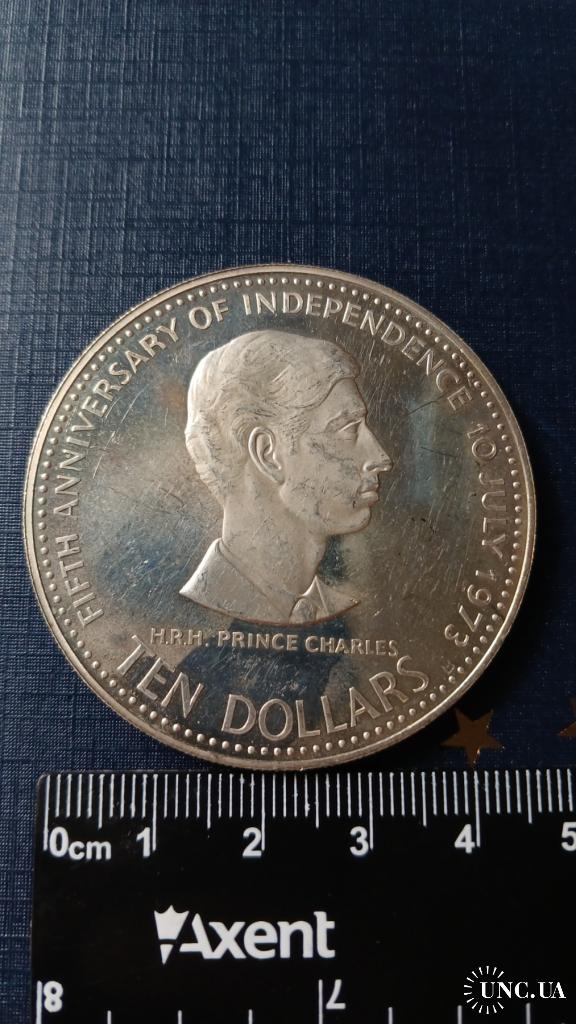 FIFTH ANNIVERSARY OF INDEPENDENCE 10 JULY 1973
H.R.H. PRINCE CHARLES
TEN DOLLARS
0cm 1 2 3 4 5
Axent
8 7
UNC.UA